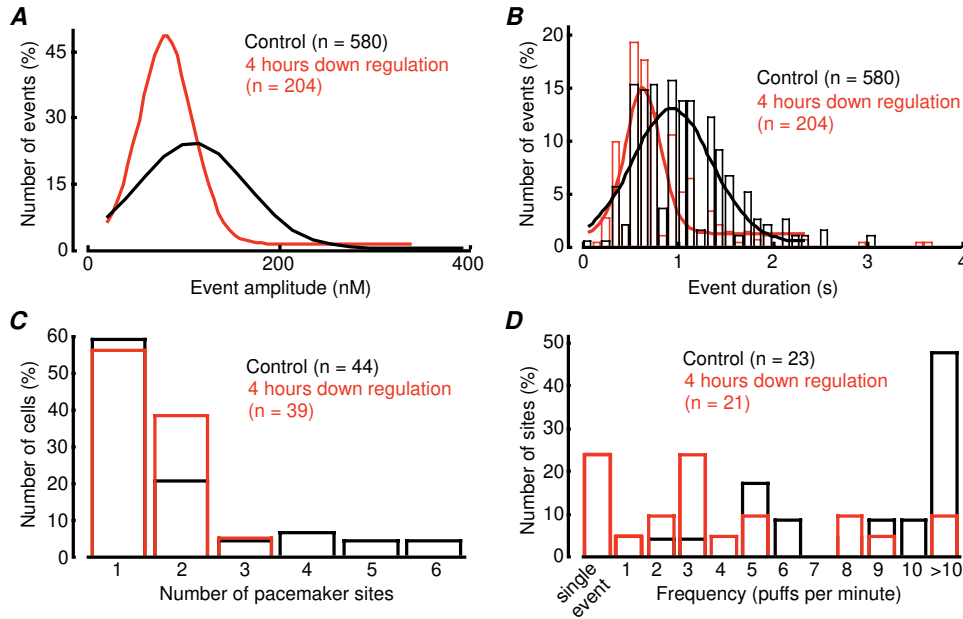 A
Number of events (%)
45
30
15
0
Control (n = 580)
4 hours down regulation
(n = 204)
0
200
400
Event amplitude (nM)
B
Number of events (%)
20
15
10
5
0
Control (n = 580)
4 hours down regulation
(n = 204)
0
1
2
3
4
Event duration (s)
C
Number of cells (%)
60
50
40
30
20
10
0
Control (n = 44)
4 hours down regulation
(n = 39)
1
2
3
4
5
6
Number of pacemaker sites
D
Number of sites (%)
50
40
30
20
10
0
Control (n = 23)
4 hours down regulation
(n = 21)
single
event
1
2
3
4
5
6
7
8
9
10
>10
Frequency (puffs per minute)